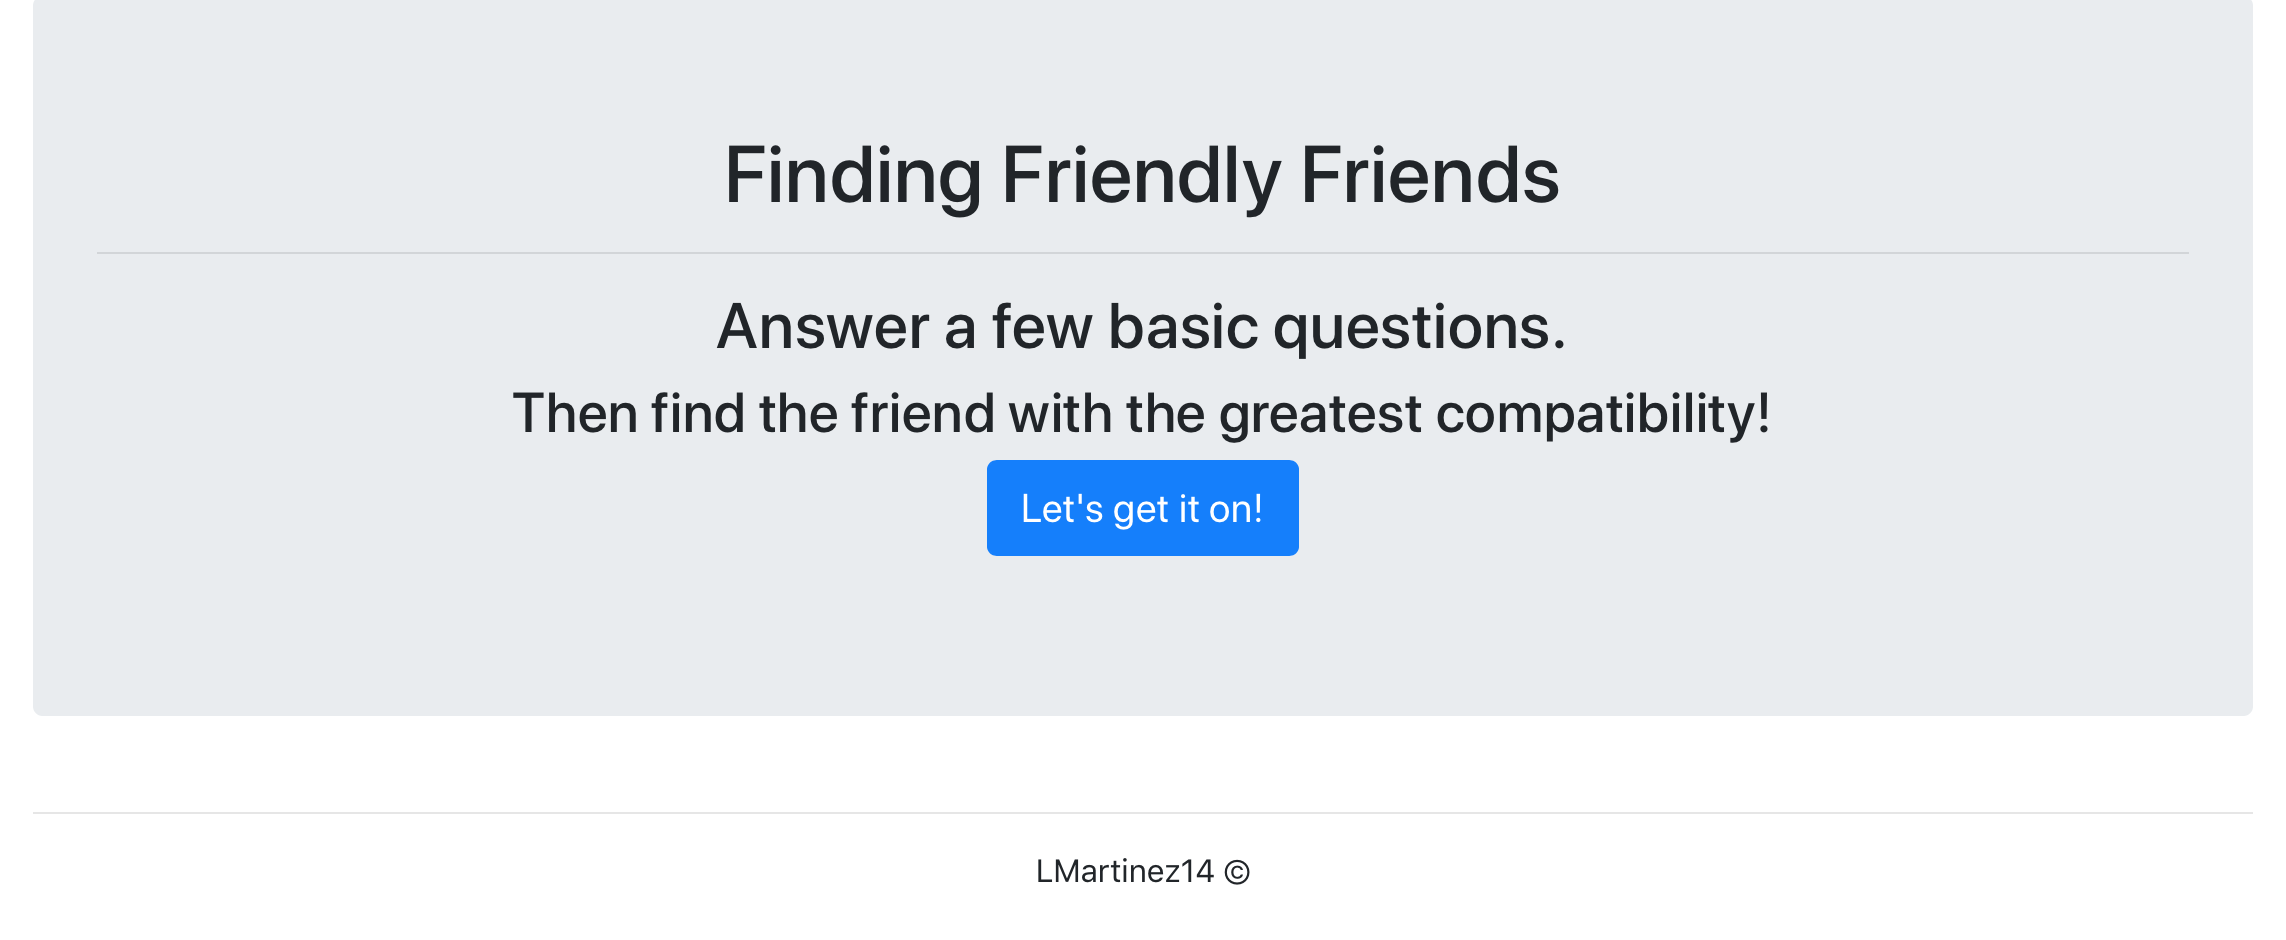 Finding Friendly Friends
Answer a few basic questions.
Then find the friend with the greatest compatibility!
Let's get it on!
LMartinez14 ©